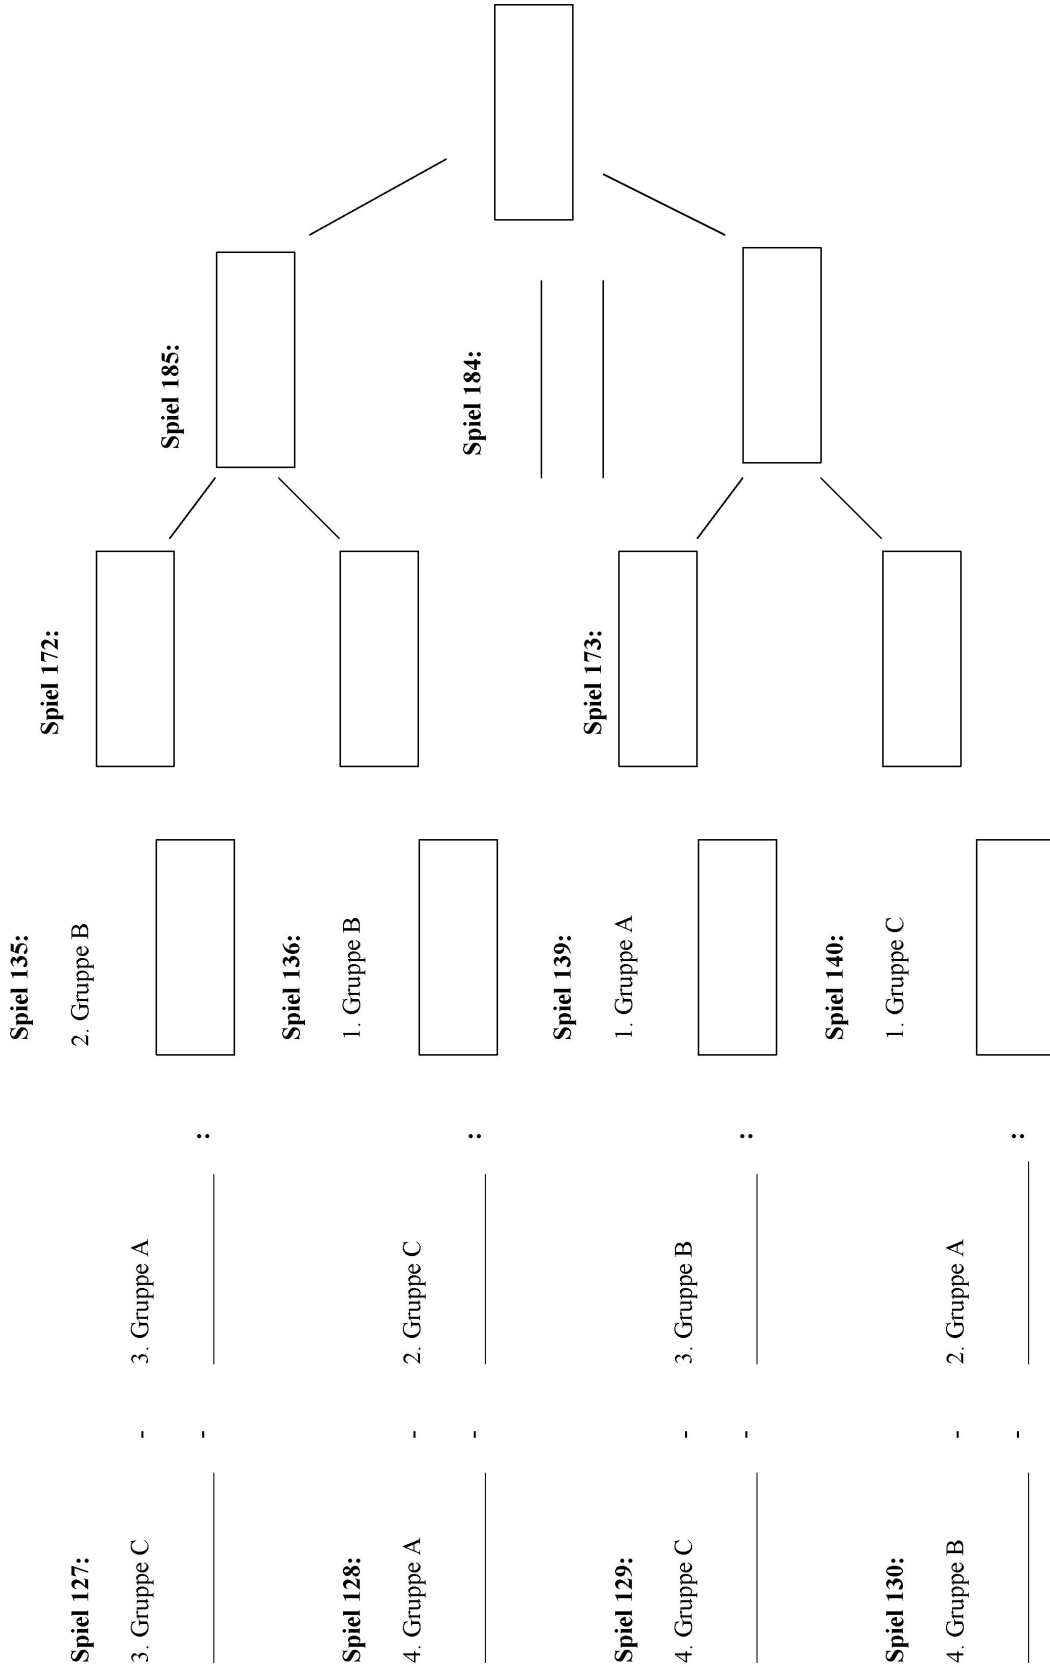 Spiel 127:
3. Gruppe C - 3. Gruppe A
- :
Spiel 128:
4. Gruppe A - 2. Gruppe C
- :
Spiel 129:
4. Gruppe C - 3. Gruppe B
- :
Spiel 130:
4. Gruppe B - 2. Gruppe A
- :
Spiel 135:
2. Gruppe B
Spiel 136:
1. Gruppe B
Spiel 139:
1. Gruppe A
Spiel 140:
1. Gruppe C
Spiel 172:
Spiel 173:
Spiel 185:
Spiel 184: